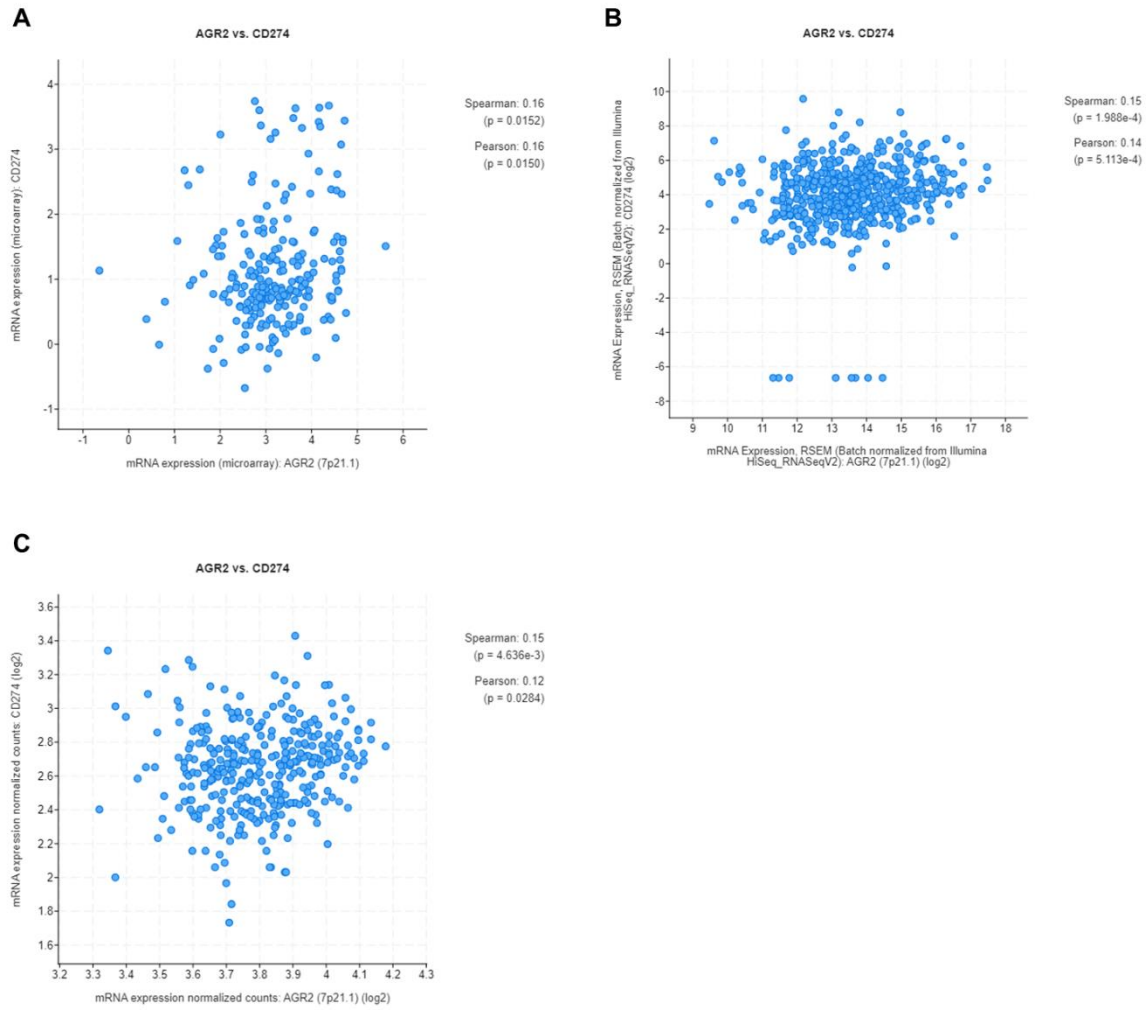 A
AGR2 vs. CD274
mRNA expression (microarray): CD274
4
3
2
1
0
-1
-1 0 1 2 3 4 5 6
mRNA expression (microarray): AGR2 (7p21.1)
Spearman: 0.16
(p = 0.0152)
Pearson: 0.16
(p = 0.0150)
B
AGR2 vs. CD274
mRNA Expression, RSEM (Batch normalized from Illumina
HiSeq_RNASeqV2): CD274 (log2)
10
8
6
4
2
0
-2
-4
-6
-8
9 10 11 12 13 14 15 16 17 18
mRNA Expression, RSEM (Batch normalized from Illumina
HiSeq_RNASeqV2): AGR2 (7p21.1) (log2)
Spearman: 0.15
(p = 1.988e-4)
Pearson: 0.14
(p = 5.113e-4)
C
AGR2 vs. CD274
mRNA expression normalized counts: CD274 (log2)
3.6
3.4
3.2
3
2.8
2.6
2.4
2.2
2
1.8
1.6
3.2 3.3 3.4 3.5 3.6 3.7 3.8 3.9 4 4.1 4.2 4.3
mRNA expression normalized counts: AGR2 (7p21.1) (log2)
Spearman: 0.15
(p = 4.636e-3)
Pearson: 0.12
(p = 0.0284)